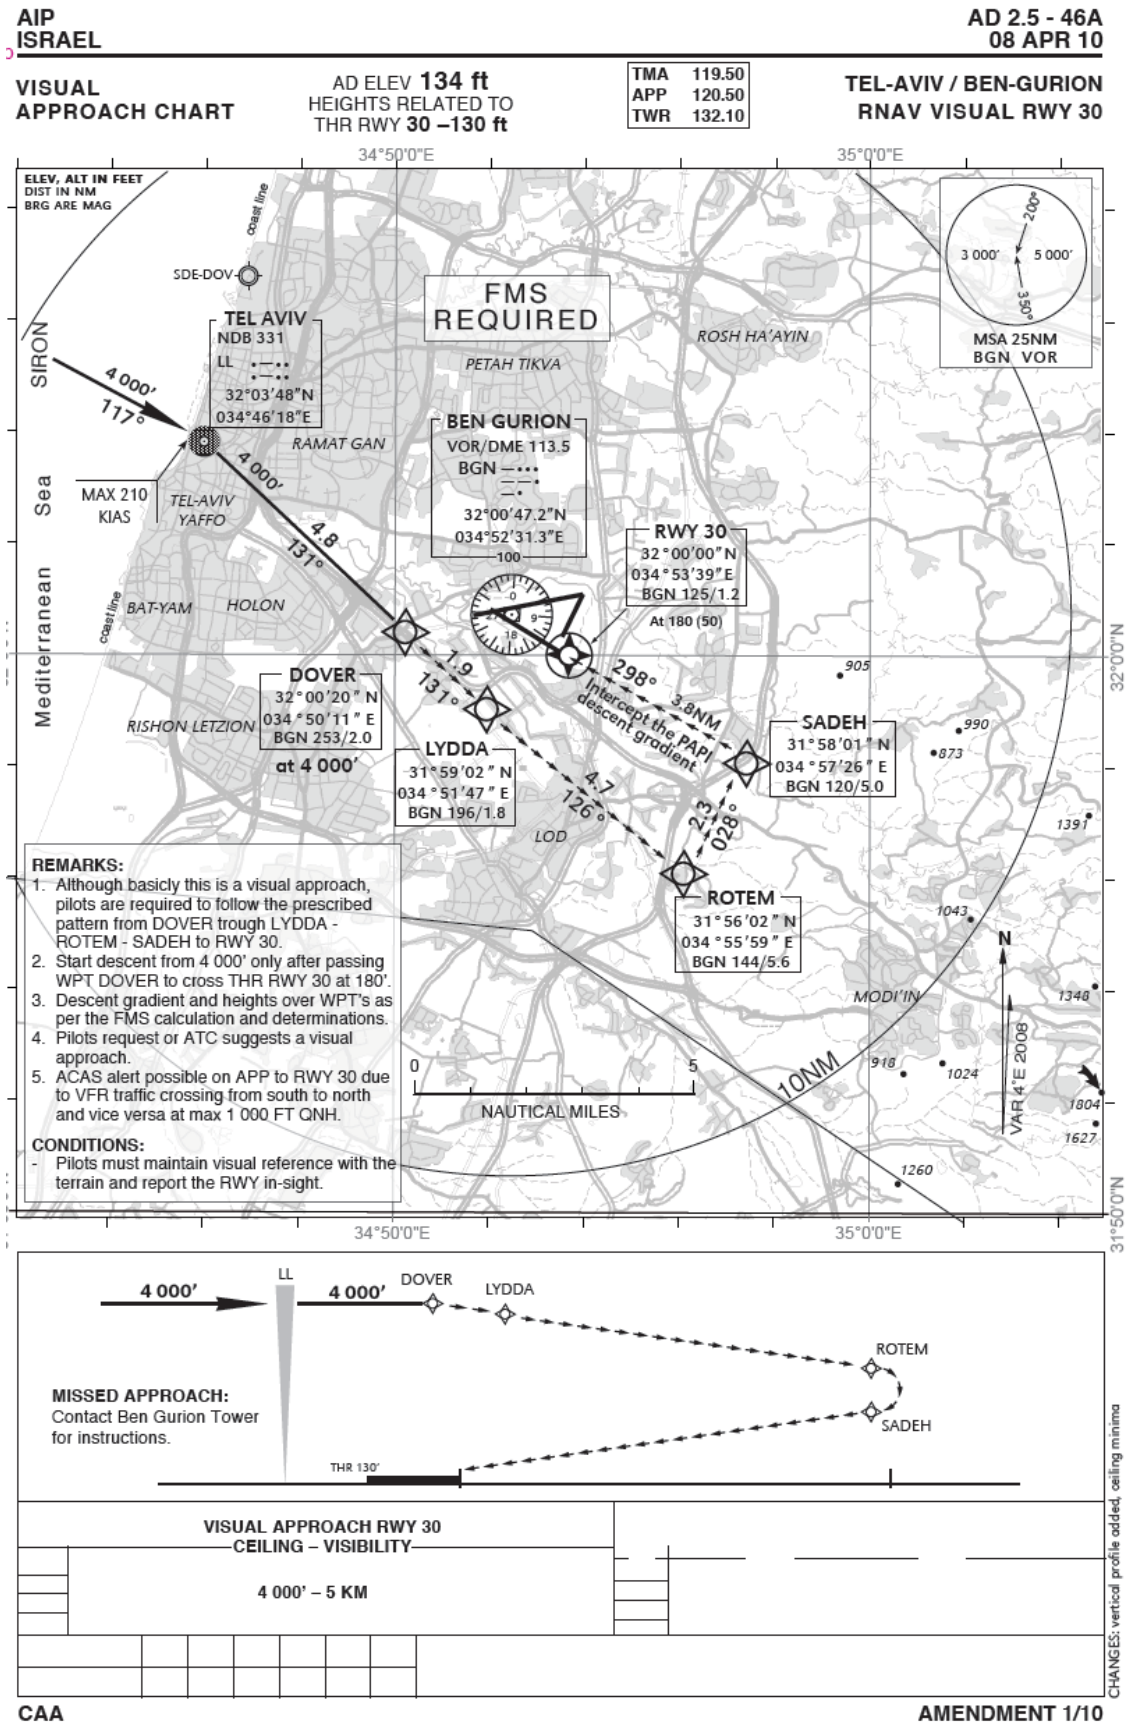 AIP
ISRAEL
AD 2.5 - 46A
08 APR 10
VISUAL
APPROACH CHART
AD ELEV 134 ft
HEIGHTS RELATED TO
THR RWY 30 –130 ft
TMA 119.50
APP 120.50
TWR 132.10
TEL-AVIV / BEN-GURION
RNAV VISUAL RWY 30
34°50'0"E
35°0'0"E
ELEV, ALT IN FEET
DIST IN NM
BRG ARE MAG
coast line
SDE-DOV
FMS
REQUIRED
200°
3 000'
5 000'
350°
MSA 25NM
BGN VOR
SIRON
4 000'
117°
TEL AVIV
NDB 331
LL
32°03'48"N
034°46'18"E
PETAH TIKVA
ROSH HA'AYIN
RAMAT GAN
BEN GURION
VOR/DME 113.5
BGN
32°00'47.2"N
034°52'31.3"E
100
MAX 210
KIAS
TEL-AVIV
YAFFO
4 000'
4.8
131°
Mediterranean Sea
RWY 30
32°00'00"N
034°53'39"E
BGN 125/1.2
At 180 (50)
0
9
18
27
BAT-YAM
HOLON
coast line
32°0'0"N
905
298°
3.8NM
Intercept the PAPI
descent gradient
1.9
131°
DOVER
32°00'20" N
034°50'11" E
BGN 253/2.0
at 4 000'
RISHON LETZION
LYDDA
31°59'02" N
034°51'47" E
BGN 196/1.8
SADEH
31°58'01" N
034°57'26" E
BGN 120/5.0
990
873
4.7
126°
2.3
028°
LOD
1391
ROTEM
31°56'02" N
034°55'59" E
BGN 144/5.6
1043
MODI'IN
N
VAR 4°E 2008
1348
918
1024
1804
1627
1260
10NM
0
5
NAUTICAL MILES
REMARKS:
1. Although basicly this is a visual approach,
pilots are required to follow the prescribed
pattern from DOVER trough LYDDA -
ROTEM - SADEH to RWY 30.
2. Start descent from 4 000' only after passing
WPT DOVER to cross THR RWY 30 at 180'.
3. Descent gradient and heights over WPT's as
per the FMS calculation and determinations.
4. Pilots request or ATC suggests a visual
approach.
5. ACAS alert possible on APP to RWY 30 due
to VFR traffic crossing from south to north
and vice versa at max 1 000 FT QNH.
CONDITIONS:
- Pilots must maintain visual reference with the
terrain and report the RWY in-sight.
31°50'0"N
34°50'0"E
35°0'0"E
4 000'
LL
4 000'
DOVER
LYDDA
ROTEM
SADEH
MISSED APPROACH:
Contact Ben Gurion Tower
for instructions.
THR 130'
VISUAL APPROACH RWY 30
CEILING – VISIBILITY
4 000' – 5 KM
CHANGES: vertical profile added, ceiling minima
CAA
AMENDMENT 1/10